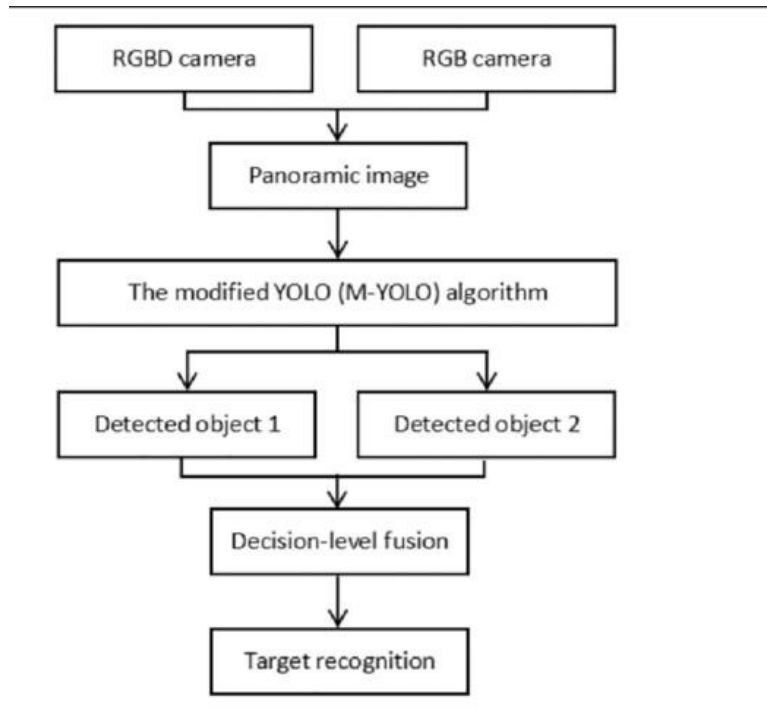 RGBD camera
RGB camera
Panoramic image
The modified YOLO (M-YOLO) algorithm
Detected object 1
Detected object 2
Decision-level fusion
Target recognition